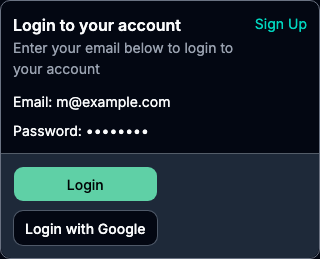 Login to your account
Sign Up
Enter your email below to login to
your account
Email: m@example.com
Password: ••••••••
Login
Login with Google